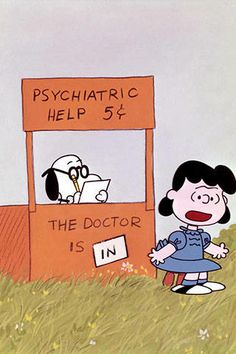 PSYCHIATRIC
HELP 5¢
THE DOCTOR
IS IN